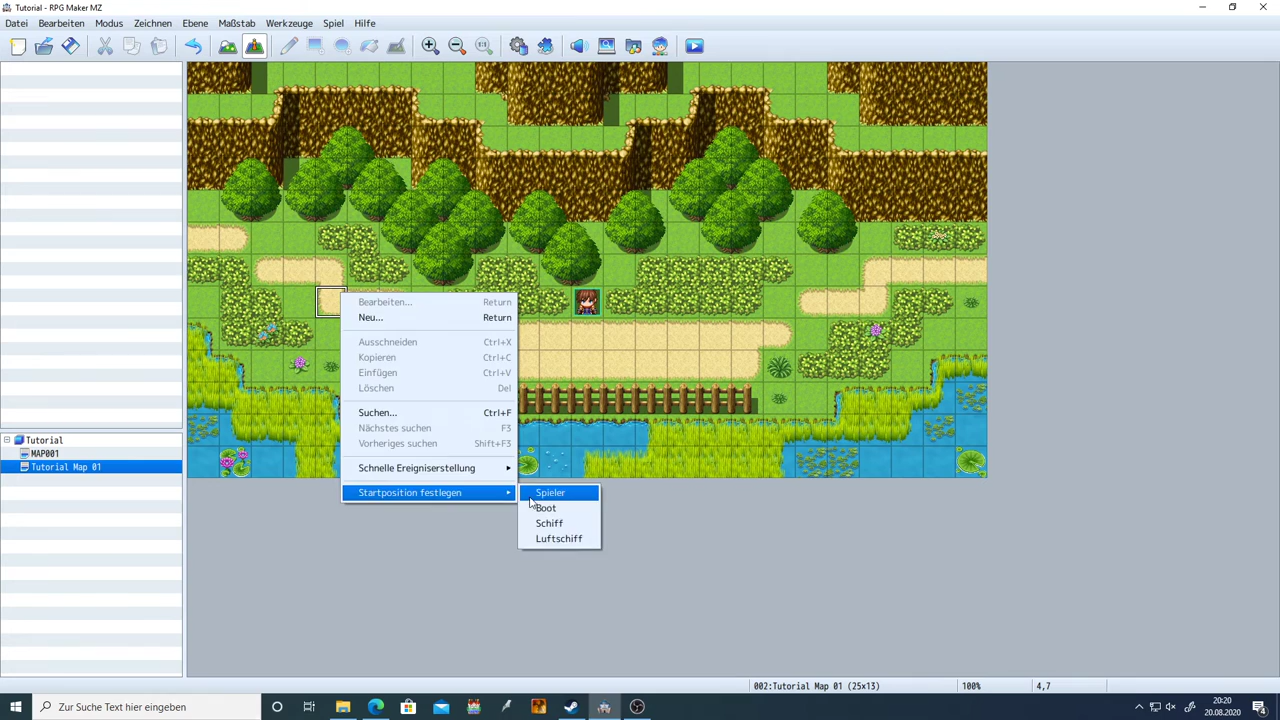 Tutorial - RPG Maker MZ
Datei Bearbeiten Modus Zeichnen Ebene Maßstab Werkzeuge Spiel Hilfe
1:1
Bearbeiten... Return
Neu... Return
Ausschneiden Ctrl+X
Kopieren Ctrl+C
Einfügen Ctrl+V
Löschen Del
Suchen... Ctrl+F
Nächstes suchen F3
Vorheriges suchen Shift+F3
Schnelle Ereigniserstellung
Startposition festlegen
Spieler
Boot
Schiff
Luftschiff
Tutorial
MAP001
Tutorial Map 01
002:Tutorial Map 01 (25x13) 100% 4,7
Zur Suche Text hier eingeben
20:20
20.08.2020
4